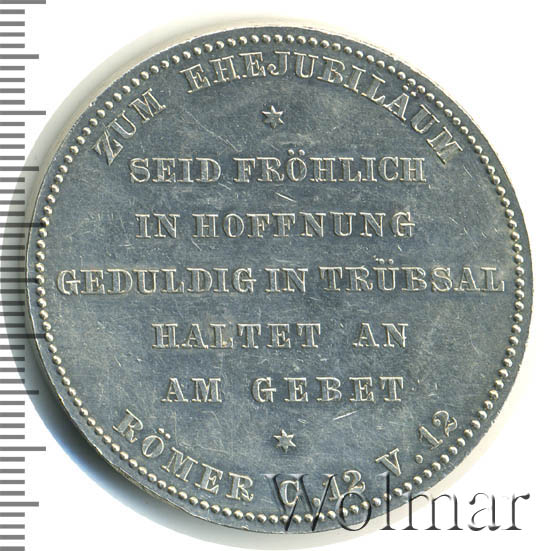 ZUM EHEJUBILÄUM
SEID FRÖHLICH
IN HOFFNUNG
GEDULDIG IN TRÜBSAL
HALTET AN
AM GEBET
RÖMER C.12 V.12
Wolmar